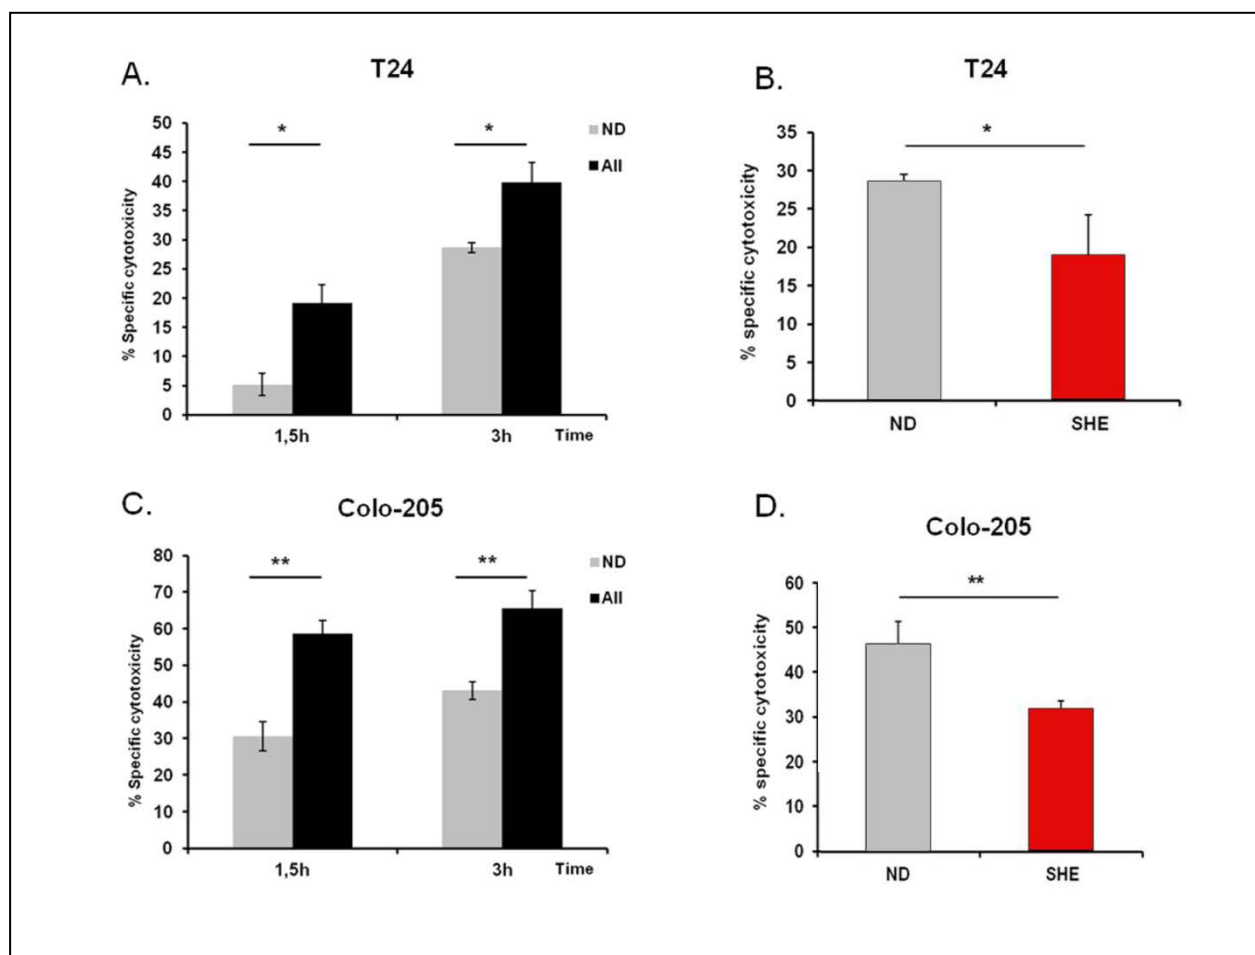 A.
T24
*
*
ND
All
50
45
40
35
30
25
20
15
10
5
0
% Specific cytotoxicity
1,5h
3h
Time
B.
T24
*
35
30
25
20
15
10
5
0
% specific cytotoxicity
ND
SHE
C.
Colo-205
**
**
ND
All
80
70
60
50
40
30
20
10
0
% Specific cytotoxicity
1,5h
3h
Time
D.
Colo-205
**
60
50
40
30
20
10
0
% specific cytotoxicity
ND
SHE